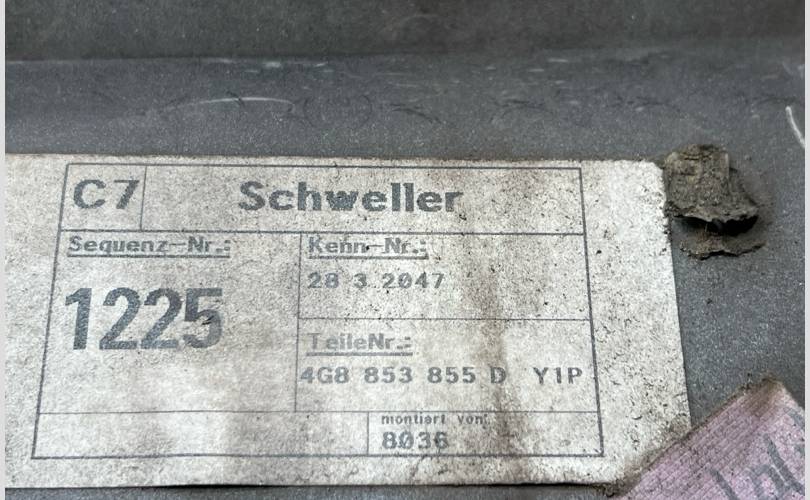 C7 Schweller
Sequenz-Nr.:
1225
Kenn-Nr.:
28 3 2047
TeileNr.:
4G8 853 855 D Y1P
montiert von:
8036